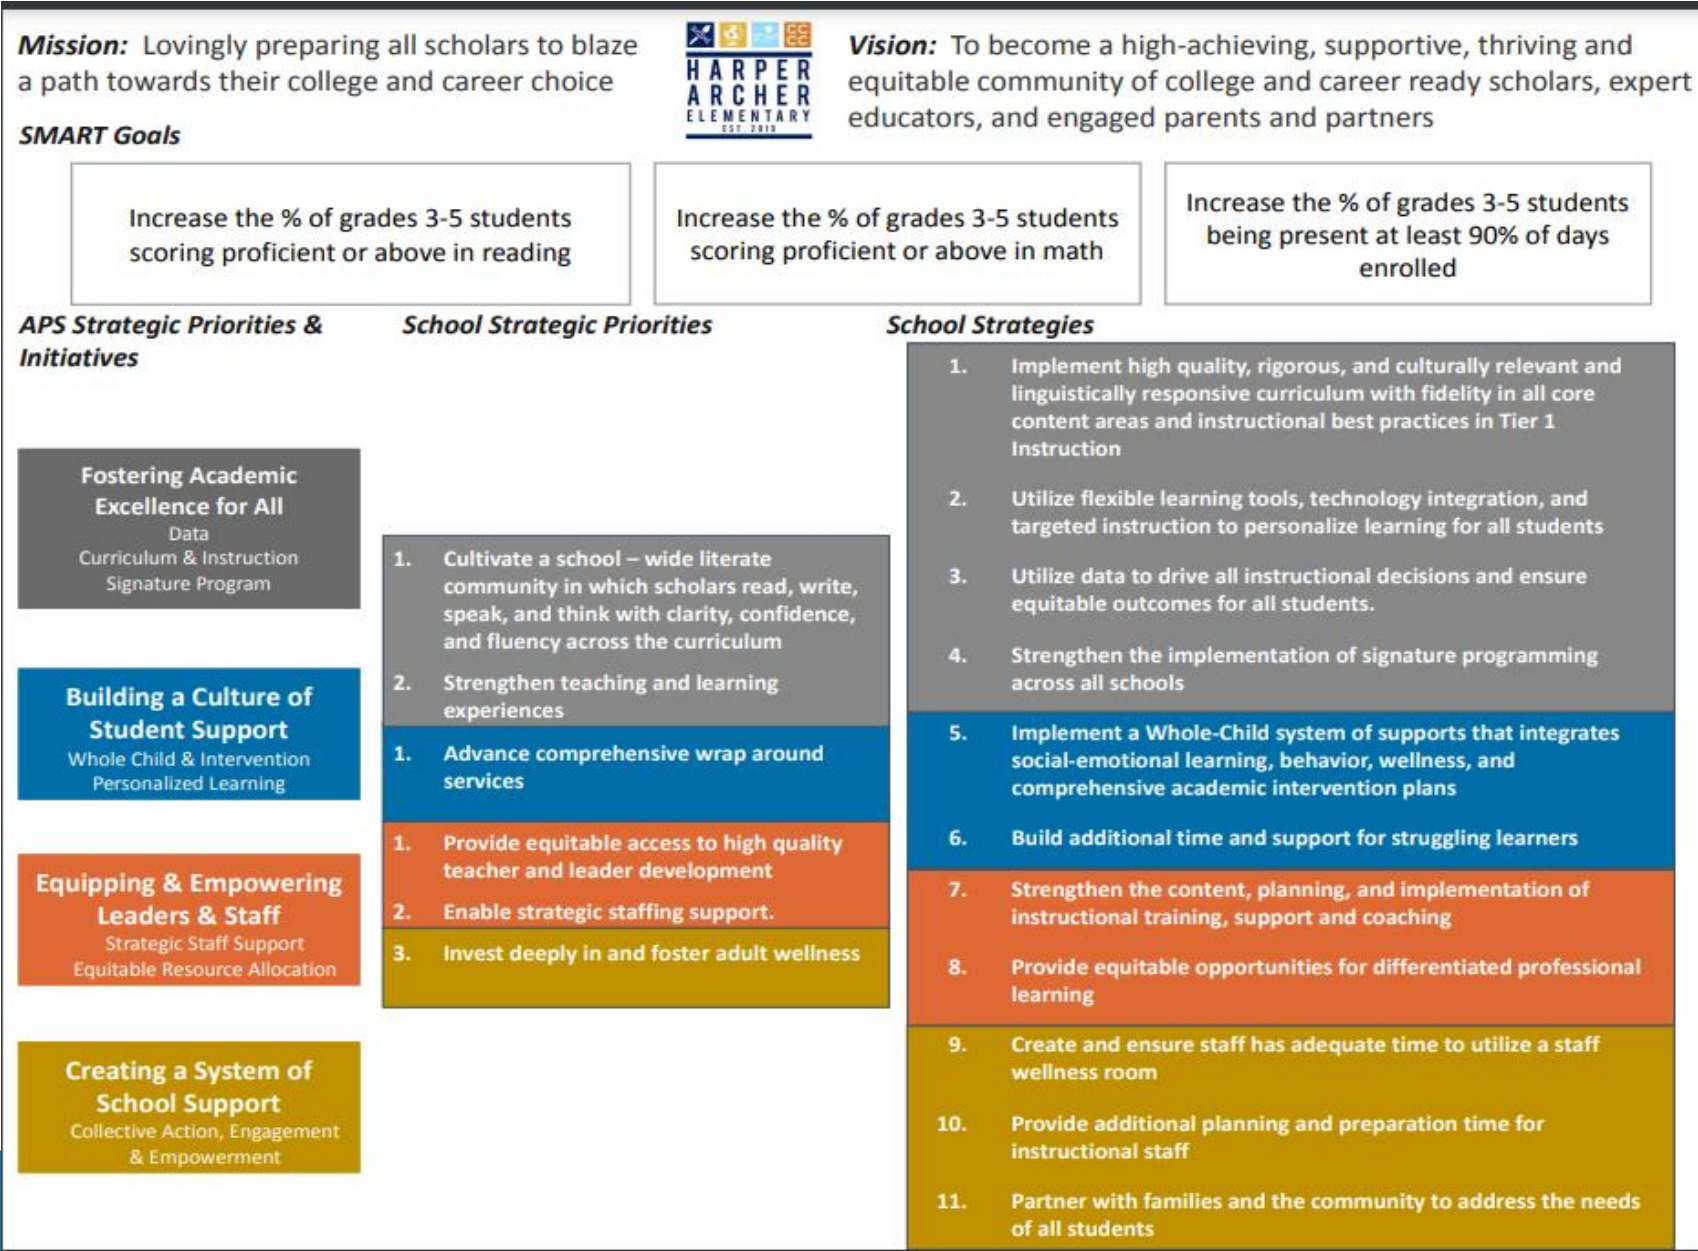 Mission: Lovingly preparing all scholars to blaze
a path towards their college and career choice
HARPER
ARCHER
ELEMENTARY
EST. 2019
Vision: To become a high-achieving, supportive, thriving and
equitable community of college and career ready scholars, expert
educators, and engaged parents and partners
SMART Goals
Increase the % of grades 3-5 students
scoring proficient or above in reading
Increase the % of grades 3-5 students
scoring proficient or above in math
Increase the % of grades 3-5 students
being present at least 90% of days
enrolled
APS Strategic Priorities &
Initiatives
Fostering Academic
Excellence for All
Data
Curriculum & Instruction
Signature Program
Building a Culture of
Student Support
Whole Child & Intervention
Personalized Learning
Equipping & Empowering
Leaders & Staff
Strategic Staff Support
Equitable Resource Allocation
Creating a System of
School Support
Collective Action, Engagement
& Empowerment
School Strategic Priorities
1. Cultivate a school – wide literate
community in which scholars read, write,
speak, and think with clarity, confidence,
and fluency across the curriculum
2. Strengthen teaching and learning
experiences
1. Advance comprehensive wrap around
services
1. Provide equitable access to high quality
teacher and leader development
2. Enable strategic staffing support.
3. Invest deeply in and foster adult wellness
School Strategies
1. Implement high quality, rigorous, and culturally relevant and
linguistically responsive curriculum with fidelity in all core
content areas and instructional best practices in Tier 1
Instruction
2. Utilize flexible learning tools, technology integration, and
targeted instruction to personalize learning for all students
3. Utilize data to drive all instructional decisions and ensure
equitable outcomes for all students.
4. Strengthen the implementation of signature programming
across all schools
5. Implement a Whole-Child system of supports that integrates
social-emotional learning, behavior, wellness, and
comprehensive academic intervention plans
6. Build additional time and support for struggling learners
7. Strengthen the content, planning, and implementation of
instructional training, support and coaching
8. Provide equitable opportunities for differentiated professional
learning
9. Create and ensure staff has adequate time to utilize a staff
wellness room
10. Provide additional planning and preparation time for
instructional staff
11. Partner with families and the community to address the needs
of all students